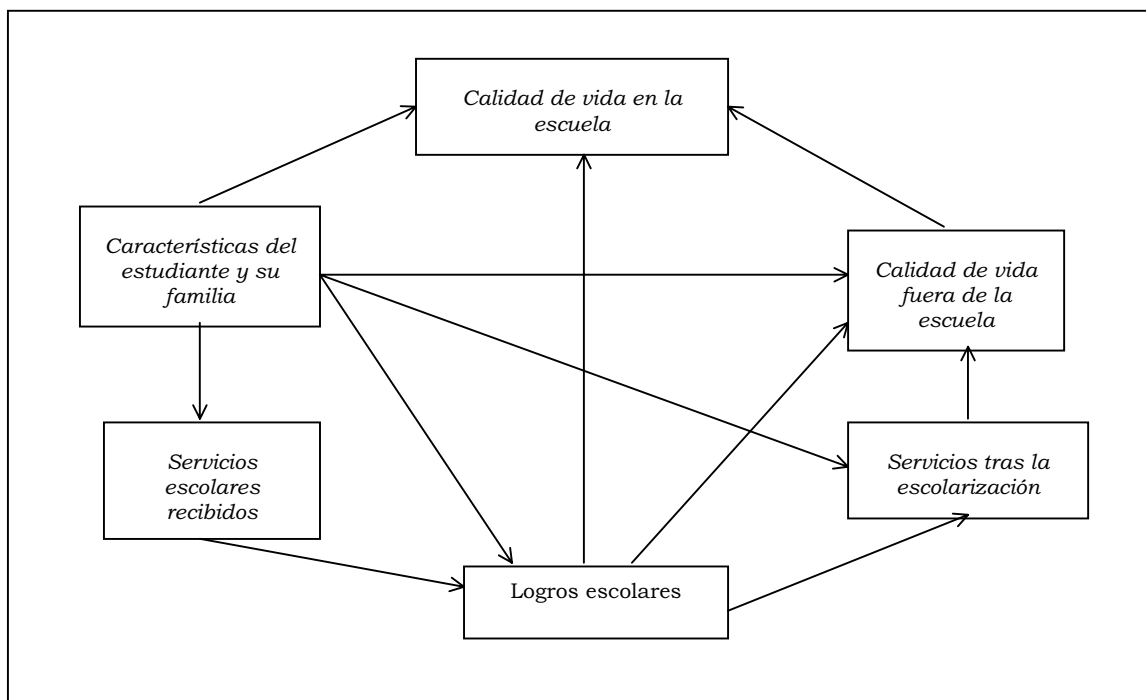 Calidad de vida en la
escuela
Características del
estudiante y su
familia
Calidad de vida
fuera de la
escuela
Servicios
escolares
recibidos
Servicios tras la
escolarización
Logros escolares